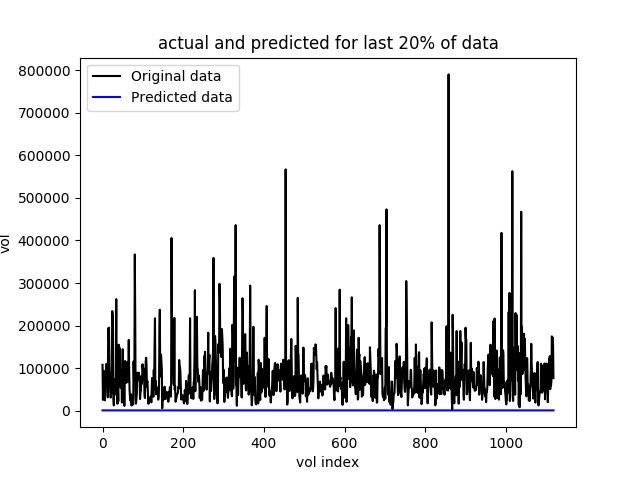 actual and predicted for last 20% of data
Original data
Predicted data
800000
700000
600000
500000
400000
300000
200000
100000
0
vol
0 200 400 600 800 1000
vol index